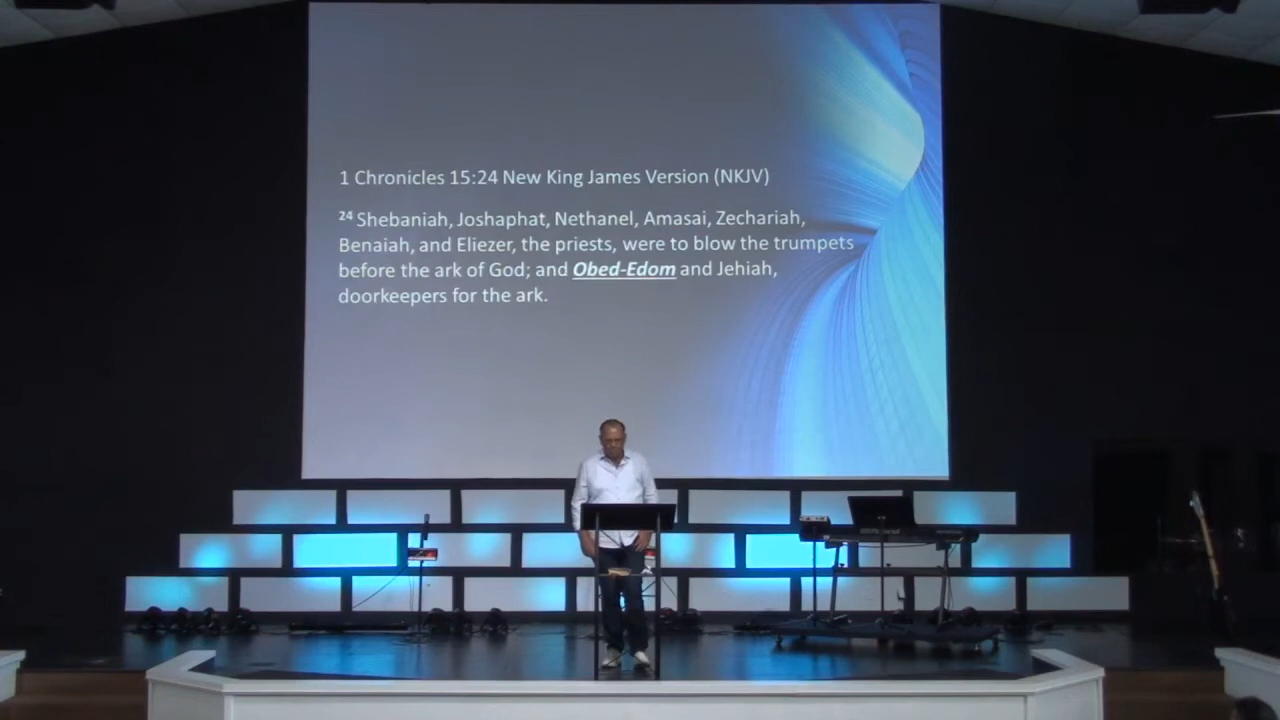 1 Chronicles 15:24 New King James Version (NKJV)
24 Shebaniah, Joshaphat, Nethanel, Amasai, Zechariah,
Benaiah, and Eliezer, the priests, were to blow the trumpets
before the ark of God; and Obed-Edom and Jehiah,
doorkeepers for the ark.